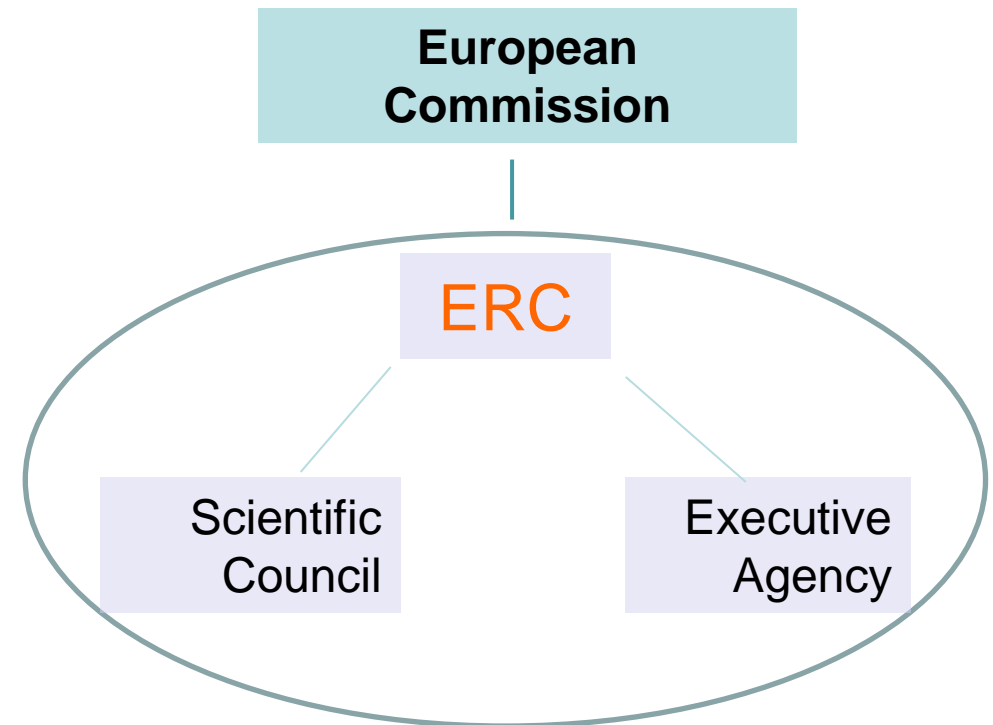 European
Commission
ERC
Scientific
Council
Executive
Agency